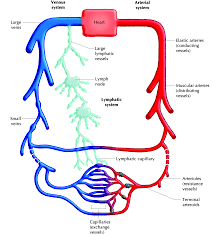 Venous
system
Arterial
system
Heart
Large
veins
Large
lymphatic
vessels
Elastic arteries
(conducting
vessels)
Lymph
node
Muscular arteries
(distributing
vessels)
Lymphatic
system
Small
veins
Lymphatic capillary
Arterioles
(resistance
vessels)
Terminal
arterioles
Capillaries
(exchange
vessels)